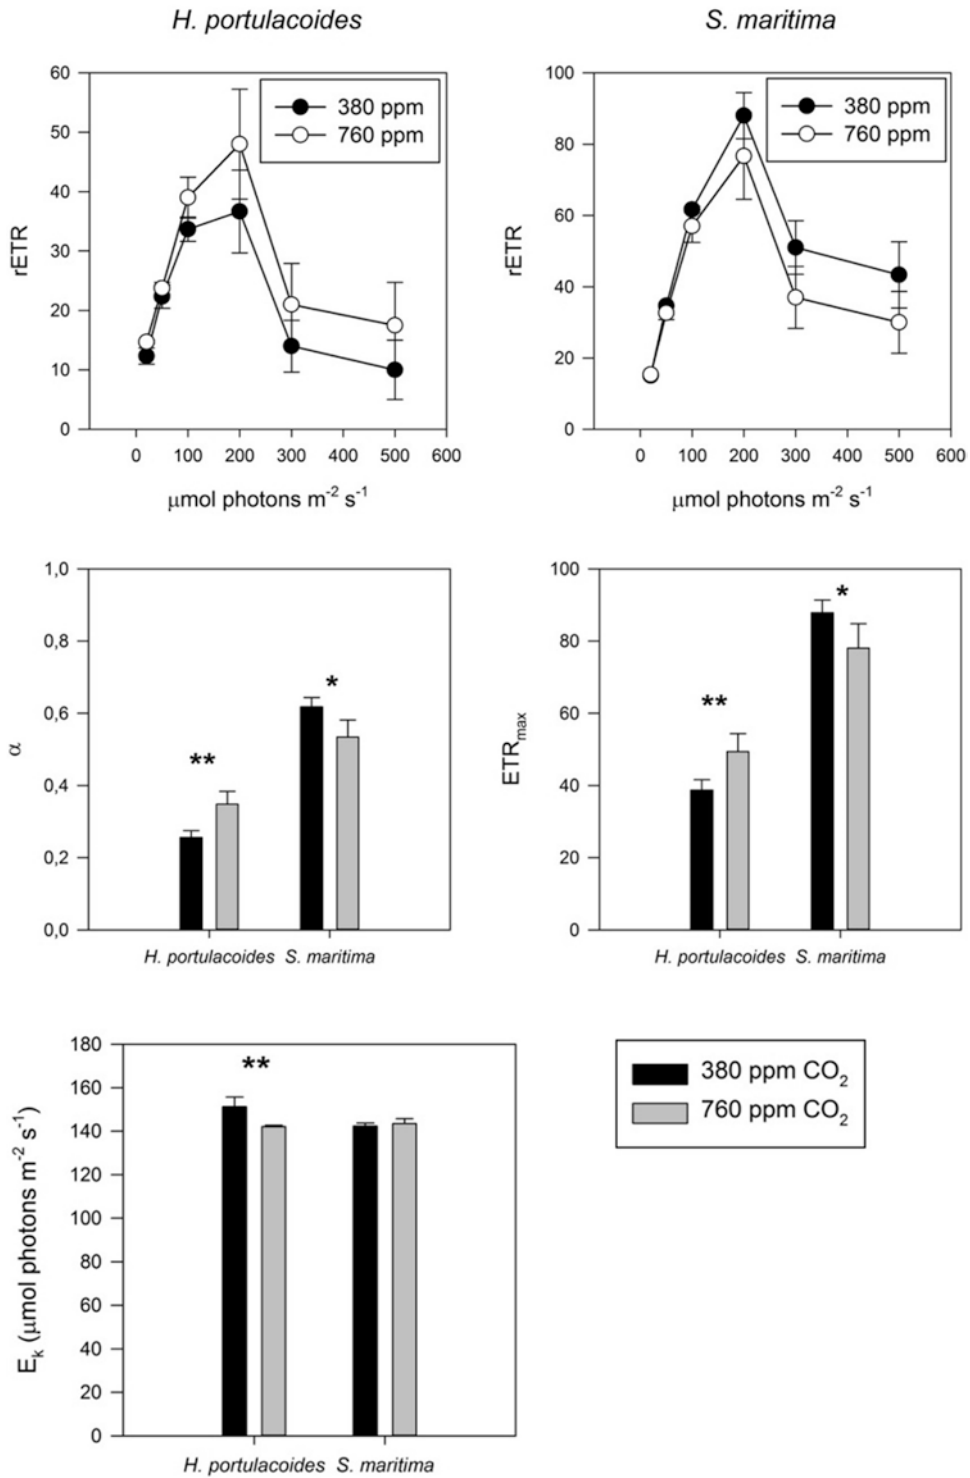 H. portulacoides
S. maritima
60
50
40
30
20
10
0
rETR
380 ppm
760 ppm
0 100 200 300 400 500 600
μmol photons m⁻² s⁻¹
100
80
60
40
20
0
rETR
380 ppm
760 ppm
0 100 200 300 400 500 600
μmol photons m⁻² s⁻¹
1,0
0,8
0,6
0,4
0,2
0,0
α
**
*
H. portulacoides S. maritima
100
80
60
40
20
0
ETRmax
**
*
H. portulacoides S. maritima
180
160
140
120
100
80
60
40
20
0
Eₖ (μmol photons m⁻² s⁻¹)
**
H. portulacoides S. maritima
380 ppm CO₂
760 ppm CO₂